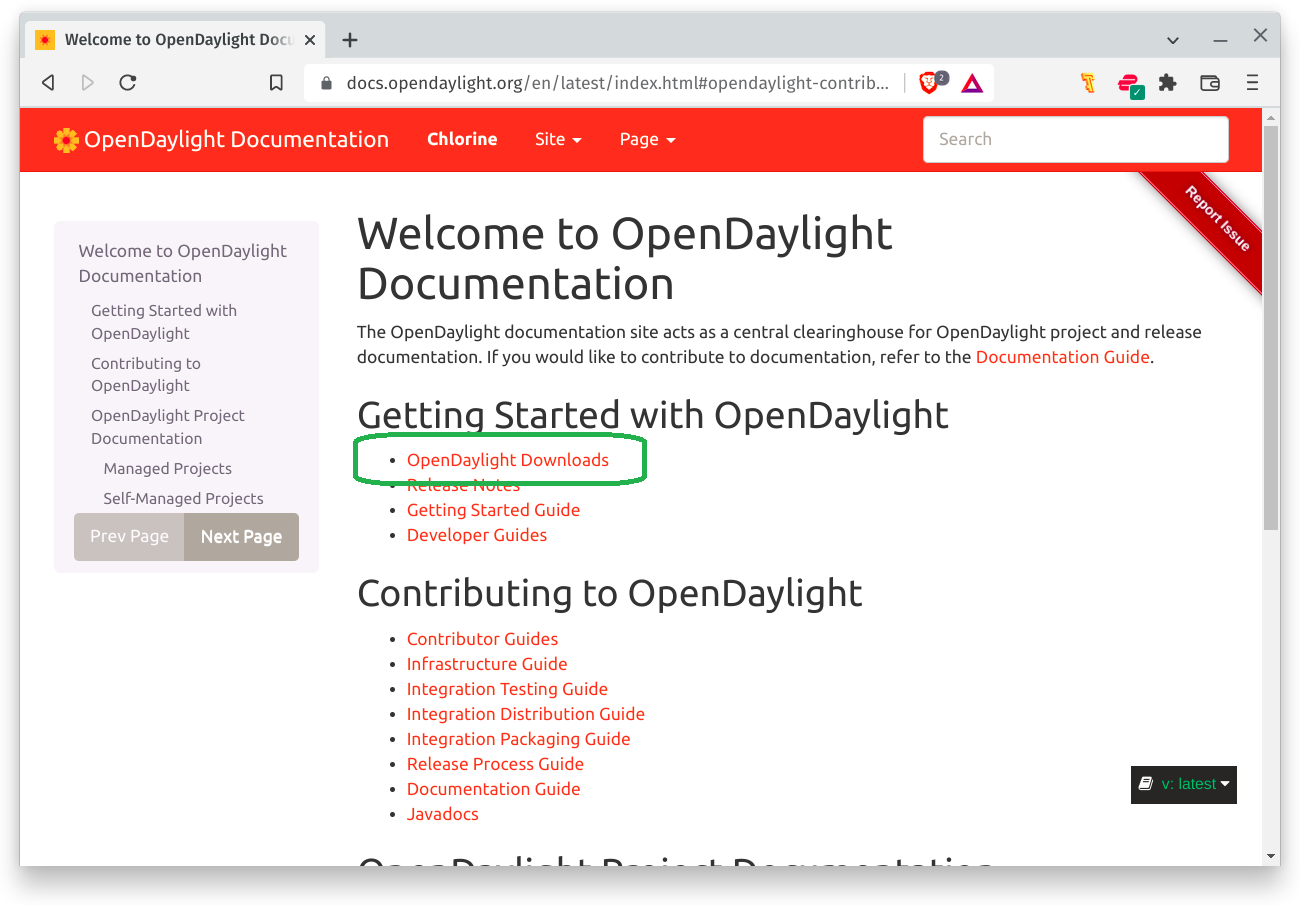 Welcome to OpenDaylight Docu
docs.opendaylight.org/en/latest/index.html#opendaylight-contrib...
2
OpenDaylight Documentation
Chlorine
Site
Page
Search
Report Issue
Welcome to OpenDaylight
Documentation
Getting Started with
OpenDaylight
Contributing to
OpenDaylight
OpenDaylight Project
Documentation
Managed Projects
Self-Managed Projects
Prev Page
Next Page
Welcome to OpenDaylight
Documentation
The OpenDaylight documentation site acts as a central clearinghouse for OpenDaylight project and release
documentation. If you would like to contribute to documentation, refer to the Documentation Guide.
Getting Started with OpenDaylight
• OpenDaylight Downloads
• Release Notes
• Getting Started Guide
• Developer Guides
Contributing to OpenDaylight
• Contributor Guides
• Infrastructure Guide
• Integration Testing Guide
• Integration Distribution Guide
• Integration Packaging Guide
• Release Process Guide
• Documentation Guide
• Javadocs
v: latest
OpenDaylight Project Documentation